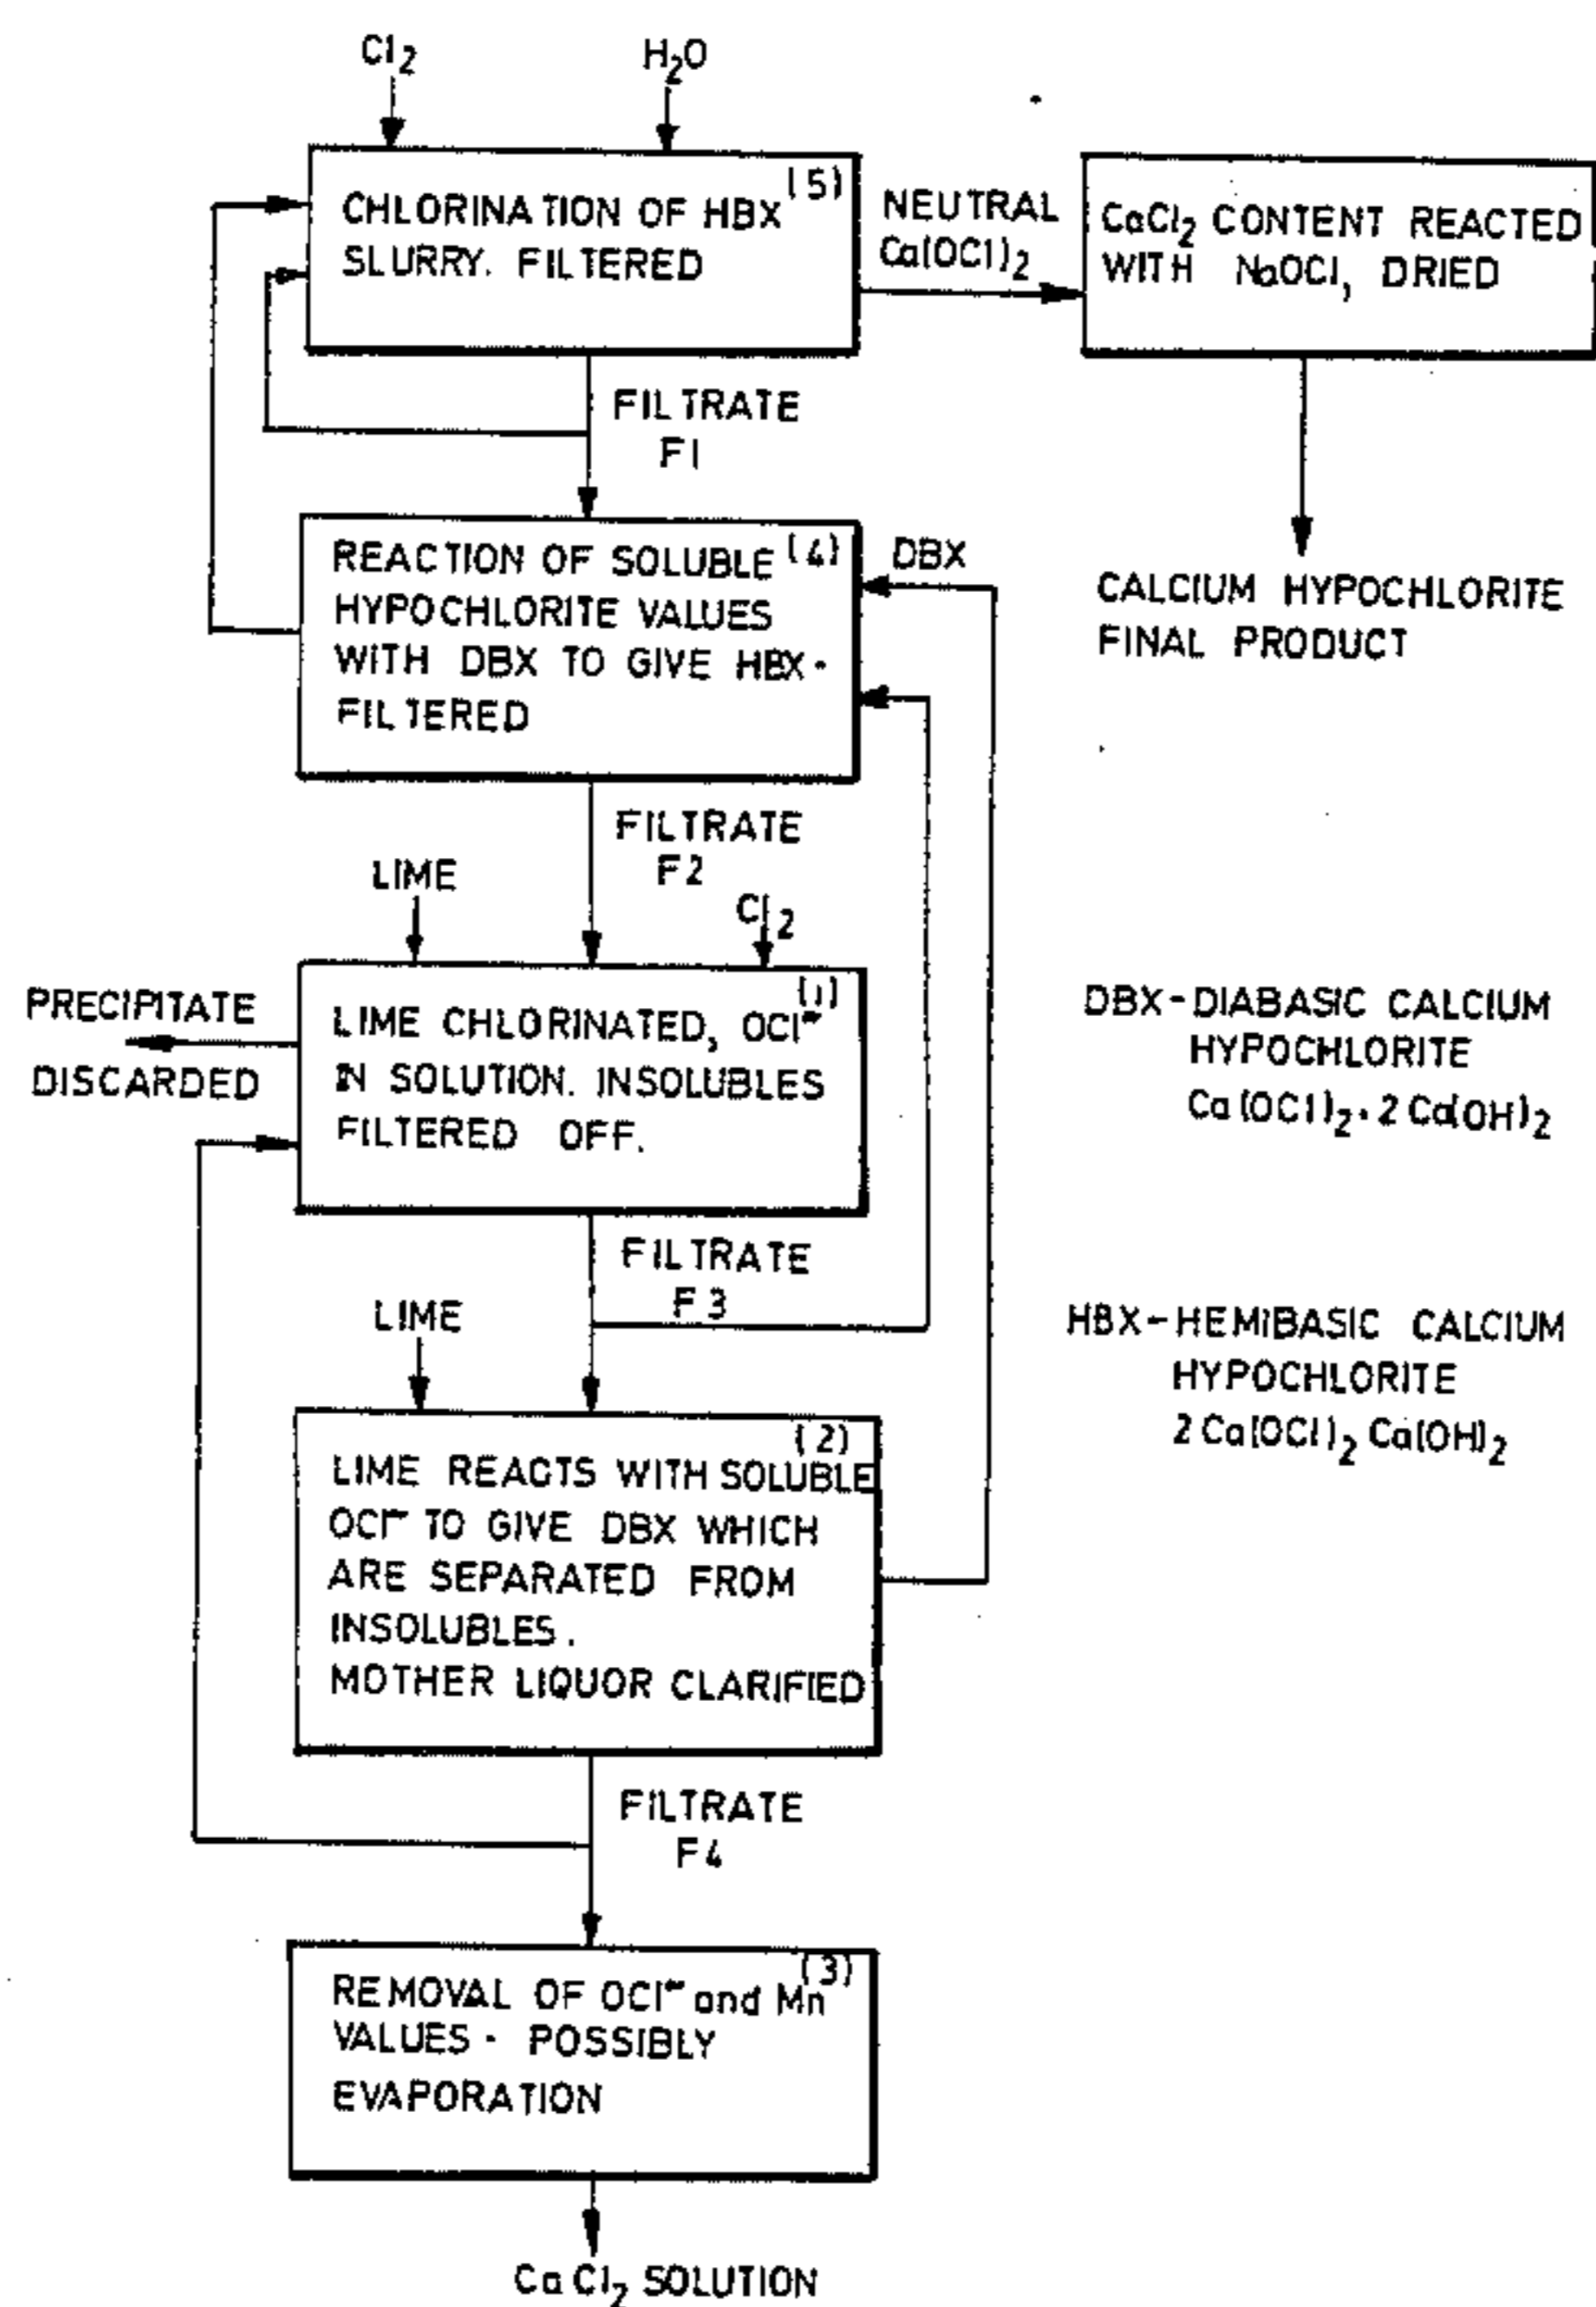 Cl2
H2O
(5)
CHLORINATION OF HBX
SLURRY. FILTERED
NEUTRAL
Ca(OCl)2
CaCl2 CONTENT REACTED
WITH NaOCl, DRIED
FILTRATE
F1
CALCIUM HYPOCHLORITE
FINAL PRODUCT
(4)
REACTION OF SOLUBLE
HYPOCHLORITE VALUES
WITH DBX TO GIVE HBX-
FILTERED
DBX
FILTRATE
F2
LIME
Cl2
PRECIPITATE
DISCARDED
(1)
LIME CHLORINATED, OCl-
IN SOLUTION. INSOLUBLES
FILTERED OFF.
DBX-DIABASIC CALCIUM
HYPOCHLORITE
Ca(OCl)2. 2 Ca(OH)2
FILTRATE
F3
LIME
HBX-HEMIBASIC CALCIUM
HYPOCHLORITE
2 Ca(OCl)2 Ca(OH)2
(2)
LIME REACTS WITH SOLUBLE
OCl- TO GIVE DBX WHICH
ARE SEPARATED FROM
INSOLUBLES.
MOTHER LIQUOR CLARIFIED
FILTRATE
F4
(3)
REMOVAL OF OCl- and Mn
VALUES - POSSIBLY
EVAPORATION
CaCl2 SOLUTION